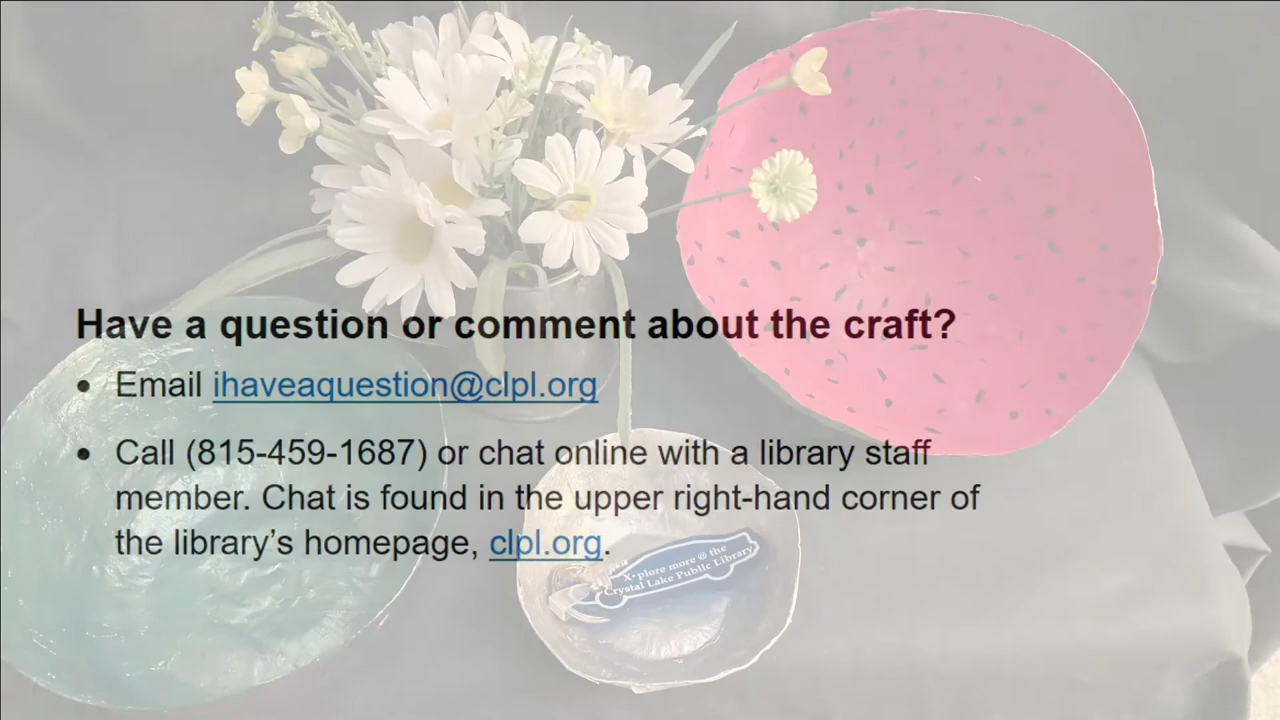 Have a question or comment about the craft?
• Email ihaveaquestion@clpl.org
• Call (815-459-1687) or chat online with a library staff
member. Chat is found in the upper right-hand corner of
the library’s homepage, clpl.org.
X•plore more @ the
Crystal Lake Public Library